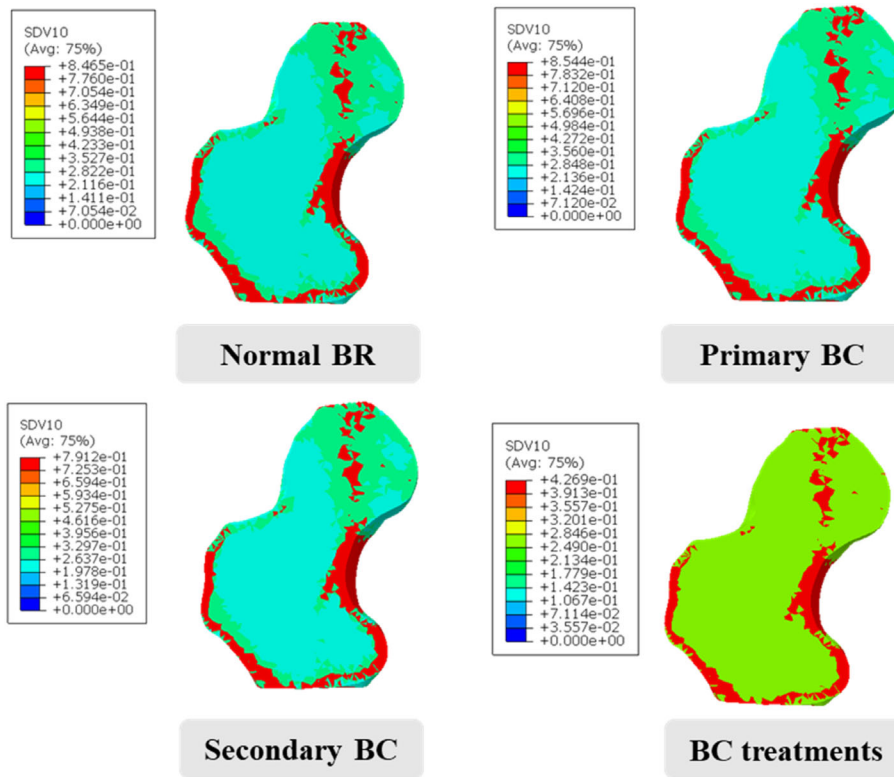 SDV10
(Avg: 75%)
+8.465e-01
+7.760e-01
+7.054e-01
+6.349e-01
+5.644e-01
+4.938e-01
+4.233e-01
+3.527e-01
+2.822e-01
+2.116e-01
+1.411e-01
+7.054e-02
+0.000e+00
Normal BR
SDV10
(Avg: 75%)
+8.544e-01
+7.832e-01
+7.120e-01
+6.408e-01
+5.696e-01
+4.984e-01
+4.272e-01
+3.560e-01
+2.848e-01
+2.136e-01
+1.424e-01
+7.120e-02
+0.000e+00
Primary BC
SDV10
(Avg: 75%)
+7.912e-01
+7.253e-01
+6.594e-01
+5.934e-01
+5.275e-01
+4.616e-01
+3.956e-01
+3.297e-01
+2.637e-01
+1.978e-01
+1.319e-01
+6.594e-02
+0.000e+00
Secondary BC
SDV10
(Avg: 75%)
+4.269e-01
+3.913e-01
+3.557e-01
+3.201e-01
+2.846e-01
+2.490e-01
+2.134e-01
+1.779e-01
+1.423e-01
+1.067e-01
+7.114e-02
+3.557e-02
+0.000e+00
BC treatments